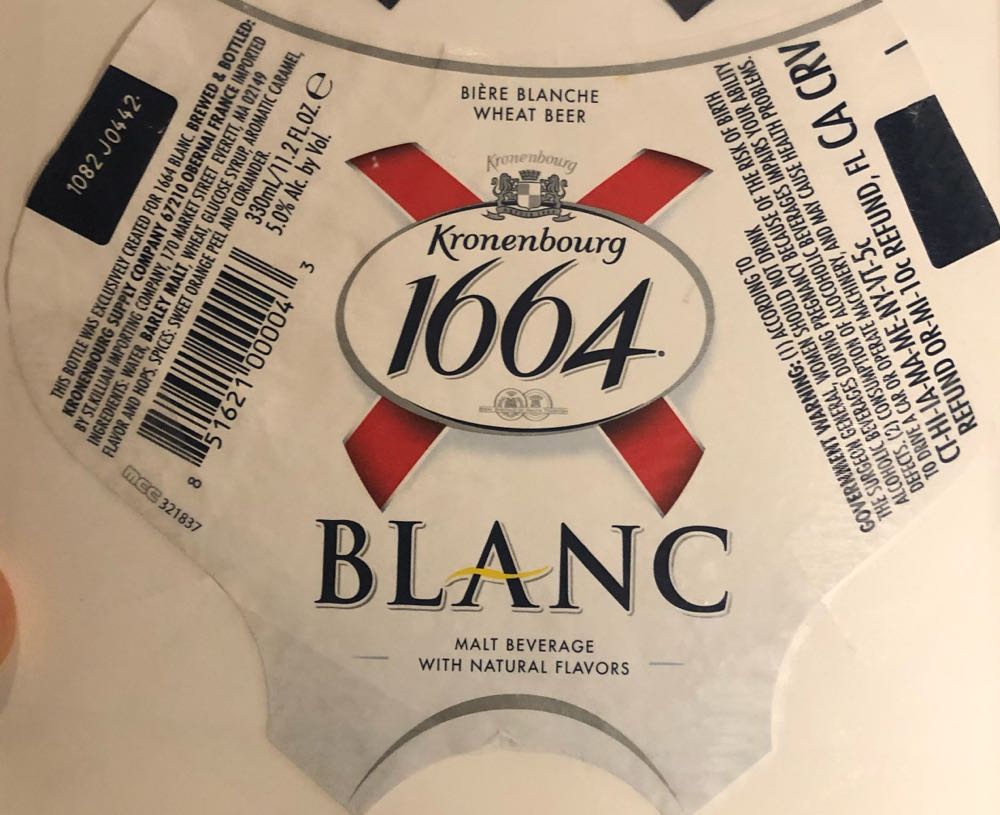 1082 J0442
THIS BOTTLE WAS EXCLUSIVELY CREATED FOR 1664 BLANC. BREWED & BOTTLED:
KRONENBOURG SUPPLY COMPANY 67210 OBERNAI FRANCE IMPORTED
BY ST.KILLIAN IMPORTING COMPANY, 170 MARKET STREET EVERETT, MA 02149
INGREDIENTS: WATER, BARLEY MALT, WHEAT, GLUCOSE SYRUP, AROMATIC CARAMEL,
FLAVOR AND HOPS. SPICES: SWEET ORANGE PEEL AND CORIANDER.
330ml/11.2 FL.OZ. e
5.0% Alc. by Vol.
8 51621 00004 3
mcc 321837
BIÈRE BLANCHE
WHEAT BEER
Kronenbourg
Kronenbourg
1664.
BLANC
MALT BEVERAGE
WITH NATURAL FLAVORS
GOVERNMENT WARNING: (1) ACCORDING TO
THE SURGEON GENERAL, WOMEN SHOULD NOT DRINK
ALCOHOLIC BEVERAGES DURING PREGNANCY BECAUSE OF THE RISK OF BIRTH
DEFECTS. (2) CONSUMPTION OF ALCOHOLIC BEVERAGES IMPAIRS YOUR ABILITY
TO DRIVE A CAR OR OPERATE MACHINERY, AND MAY CAUSE HEALTH PROBLEMS.
CT-HI-IA-MA-ME-NY-VT-5c
REFUND OR-MI-10c REFUND, FL CA CRV